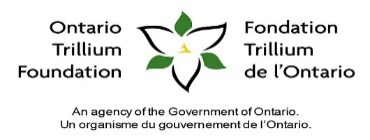 Ontario
Trillium
Foundation
Fondation
Trillium
de l'Ontario
An agency of the Government of Ontario.
Un organisme du gouvernement de l'Ontario.